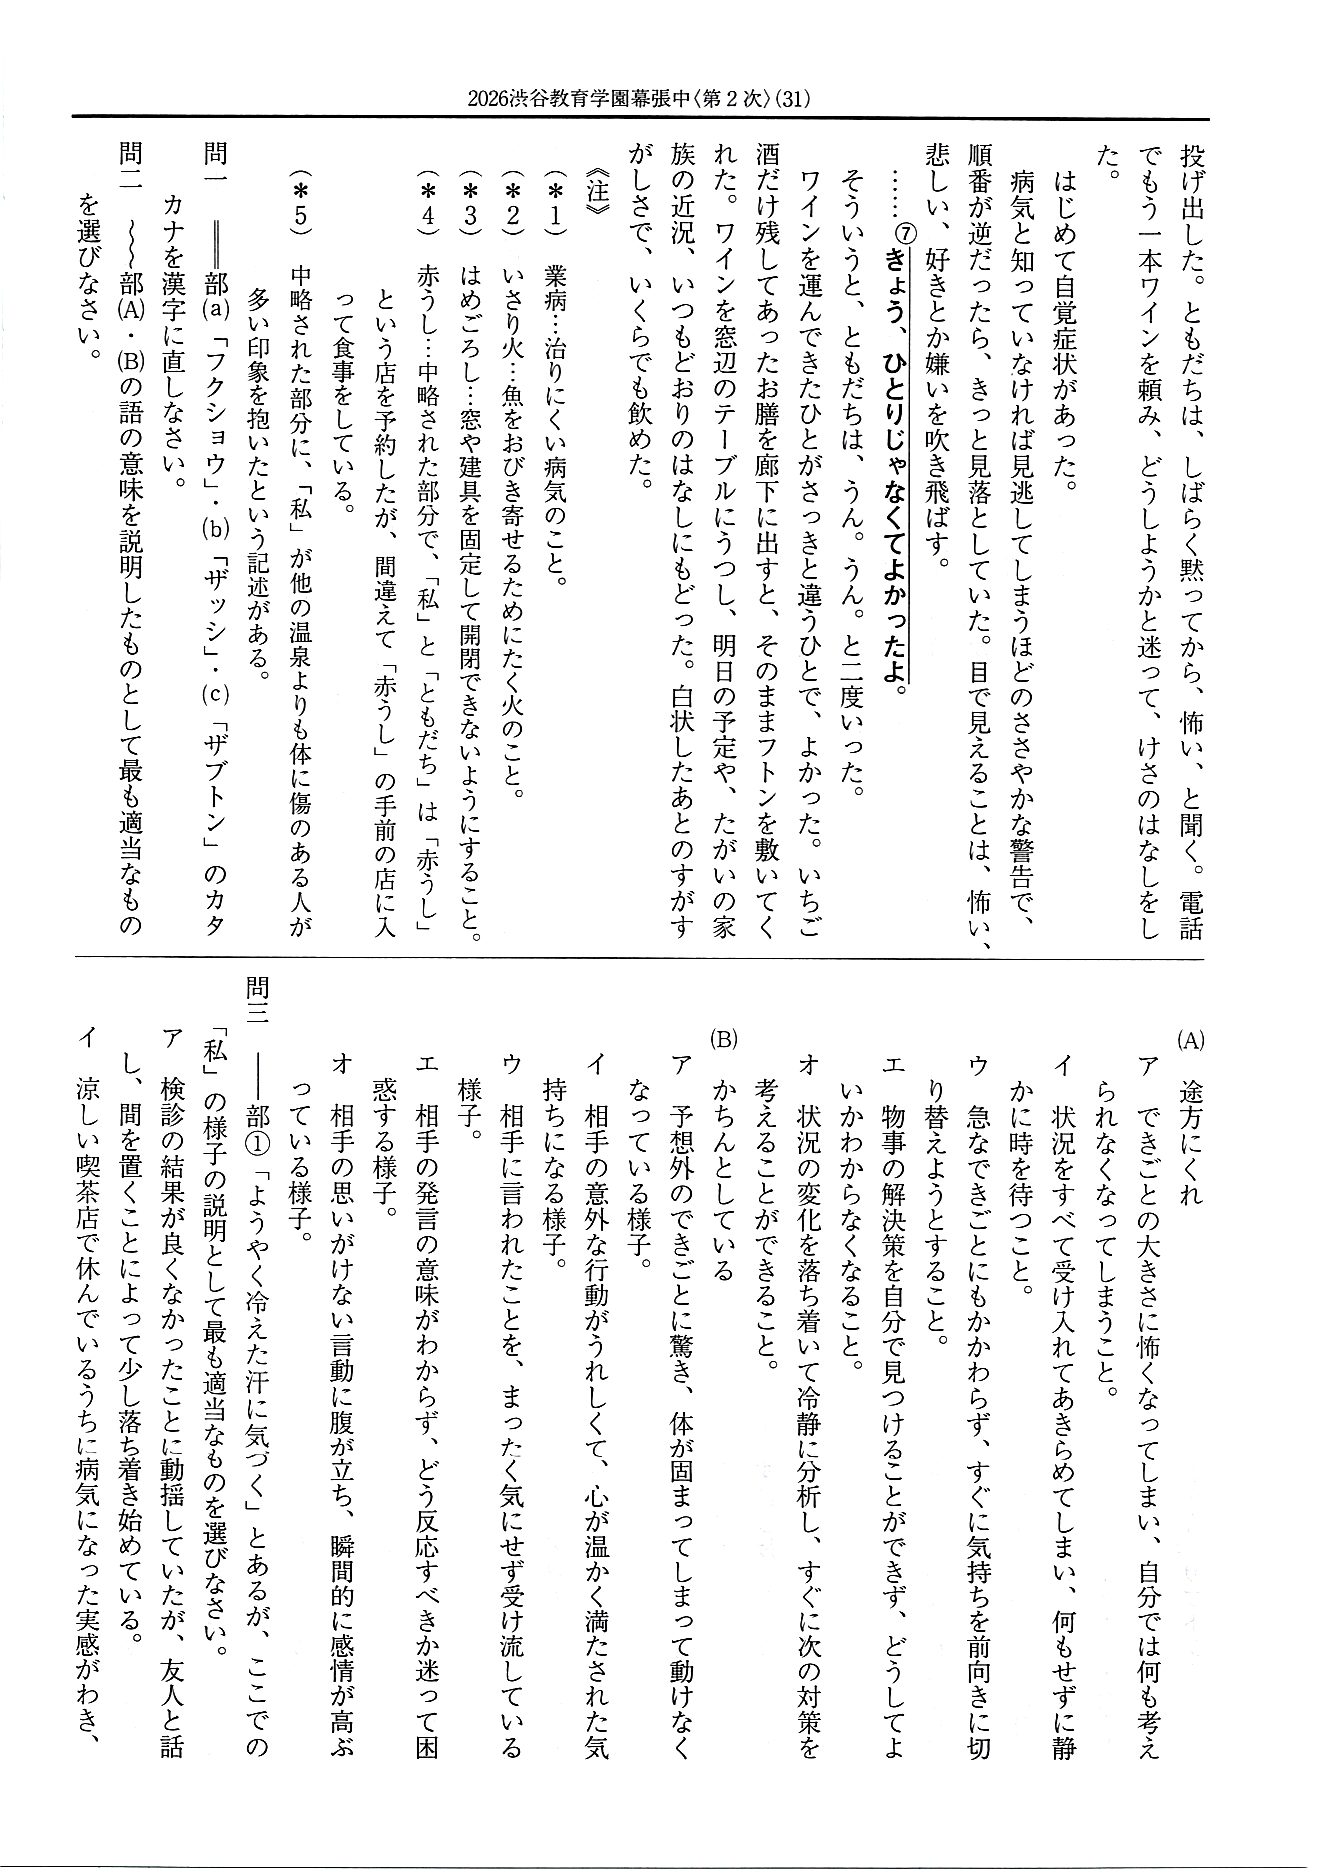 2026渋谷教育学園幕張中〈第2次〉(31)
投げ出した。ともだちは、しばらく黙ってから、怖い、と聞く。電話
でもう一本ワインを頼み、どうしようかと迷って、けさのはなしをし
た。
はじめて自覚症状があった。
病気と知っていなければ見逃してしまうほどのささやかな警告で、
順番が逆だったら、きっと見落としていた。目で見えることは、怖い、
悲しい、好きとか嫌いを吹き飛ばす。
……⑦きょう、ひとりじゃなくてよかったよ。
そういうと、ともだちは、うん。うん。と二度いった。
ワインを運んできたひとがさっきと違うひとで、よかった。いちご
酒だけ残してあったお膳を廊下に出すと、そのままフトンを敷いてく
れた。ワインを窓辺のテーブルにうつし、明日の予定や、たがいの家
族の近況、いつもどおりのはなしにもどった。白状したあとのすがす
がしさで、いくらでも飲めた。
《注》
(＊1) 業病…治りにくい病気のこと。
(＊2) いさり火…魚をおびき寄せるためにたく火のこと。
(＊3) はめごろし…窓や建具を固定して開閉できないようにすること。
(＊4) 赤うし…中略された部分で、「私」と「ともだち」は「赤うし」
という店を予約したが、間違えて「赤うし」の手前の店に入
って食事をしている。
(＊5) 中略された部分に、「私」が他の温泉よりも体に傷のある人が
多い印象を抱いたという記述がある。
問一 ══部(a)「フクショウ」・(b)「ザッシ」・(c)「ザブトン」のカタ
カナを漢字に直しなさい。
問二 〜〜部(A)・(B)の語の意味を説明したものとして最も適当なもの
を選びなさい。
(A) 途方にくれ
ア できごとの大きさに怖くなってしまい、自分では何も考え
られなくなってしまうこと。
イ 状況をすべて受け入れてあきらめてしまい、何もせずに静
かに時を待つこと。
ウ 急なできごとにもかかわらず、すぐに気持ちを前向きに切
り替えようとすること。
エ 物事の解決策を自分で見つけることができず、どうしてよ
いかわからなくなること。
オ 状況の変化を落ち着いて冷静に分析し、すぐに次の対策を
考えることができること。
(B) かちんとしている
ア 予想外のできごとに驚き、体が固まってしまって動けなく
なっている様子。
イ 相手の意外な行動がうれしくて、心が温かく満たされた気
持ちになる様子。
ウ 相手に言われたことを、まったく気にせず受け流している
様子。
エ 相手の発言の意味がわからず、どう反応すべきか迷って困
惑する様子。
オ 相手の思いがけない言動に腹が立ち、瞬間的に感情が高ぶ
っている様子。
問三 ──部①「ようやく冷えた汗に気づく」とあるが、ここでの
「私」の様子の説明として最も適当なものを選びなさい。
ア 検診の結果が良くなかったことに動揺していたが、友人と話
し、間を置くことによって少し落ち着き始めている。
イ 涼しい喫茶店で休んでいるうちに病気になった実感がわき、